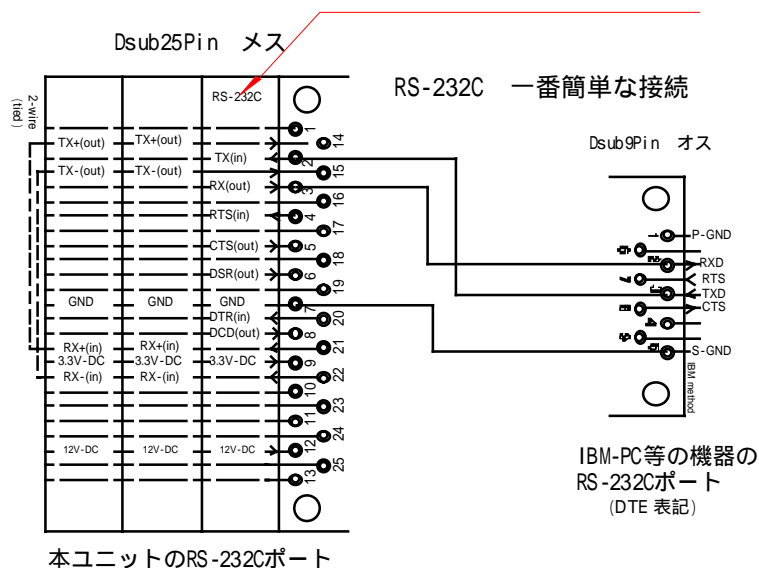 Dsub25Pin メス
RS-232C 一番簡単な接続
Dsub9Pin オス
2-wire
(tied)
RS-232C
1
TX+(out) TX+(out)
14
TX(in)
2
TX-(out) TX-(out)
15
RX(out)
3
16
RTS(in)
4
17
CTS(out)
5
18
DSR(out)
6
19
GND GND GND
7
DTR(in)
20
DCD(out)
8
RX+(in) RX+(in)
21
3.3V-DC 3.3V-DC 3.3V-DC
9
RX-(in) RX-(in)
22
10
23
11
24
12V-DC 12V-DC 12V-DC
12
25
13
本ユニットのRS-232Cポート
1
P-GND
RXD
7
RTS
TXD
CTS
4
S-GND
IBM method
IBM-PC等の機器の
RS-232Cポート
(DTE 表記)